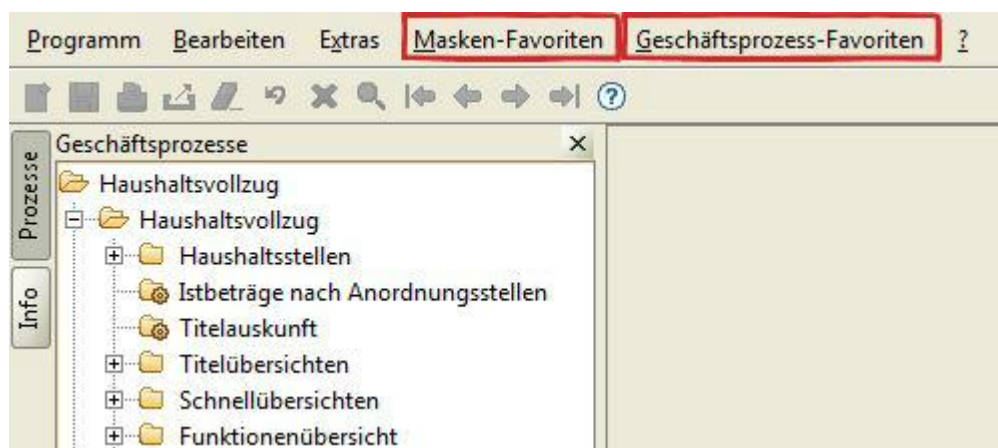 Programm Bearbeiten Extras Masken-Favoriten Geschäftsprozess-Favoriten ?
Geschäftsprozesse
Prozesse
Info
Haushaltsvollzug
Haushaltsvollzug
Haushaltsstellen
Istbeträge nach Anordnungsstellen
Titelauskunft
Titelübersichten
Schnellübersichten
Funktionenübersicht